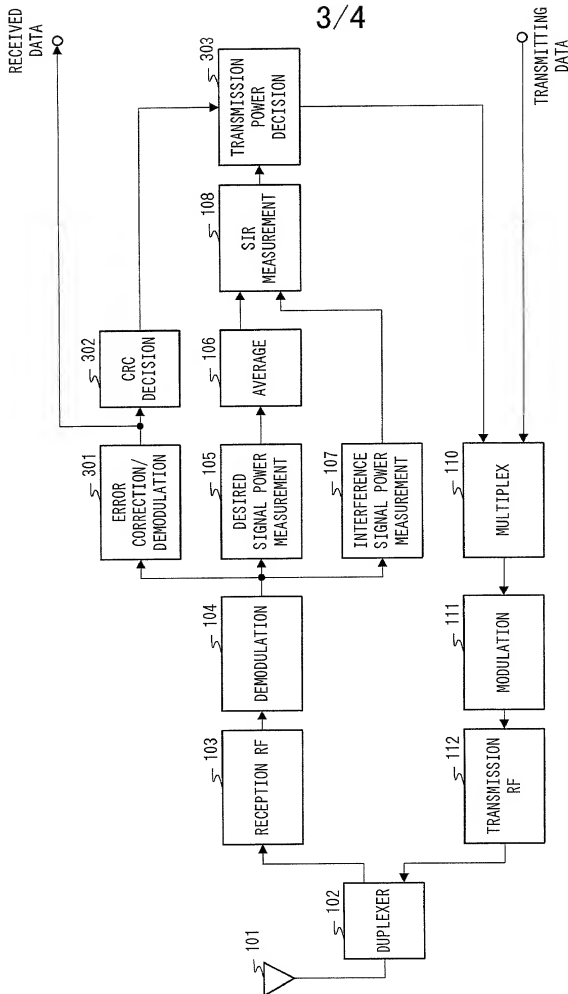 3/4
RECEIVED
DATA
303
TRANSMISSION
POWER
DECISION
TRANSMITTING
DATA
108
SIR
MEASUREMENT
302
CRC
DECISION
106
AVERAGE
301
ERROR
CORRECTION/
DEMODULATION
105
DESIRED
SIGNAL POWER
MEASUREMENT
107
INTERFERENCE
SIGNAL POWER
MEASUREMENT
110
MULTIPLEX
104
DEMODULATION
111
MODULATION
103
RECEPTION RF
112
TRANSMISSION
RF
102
DUPLEXER
101